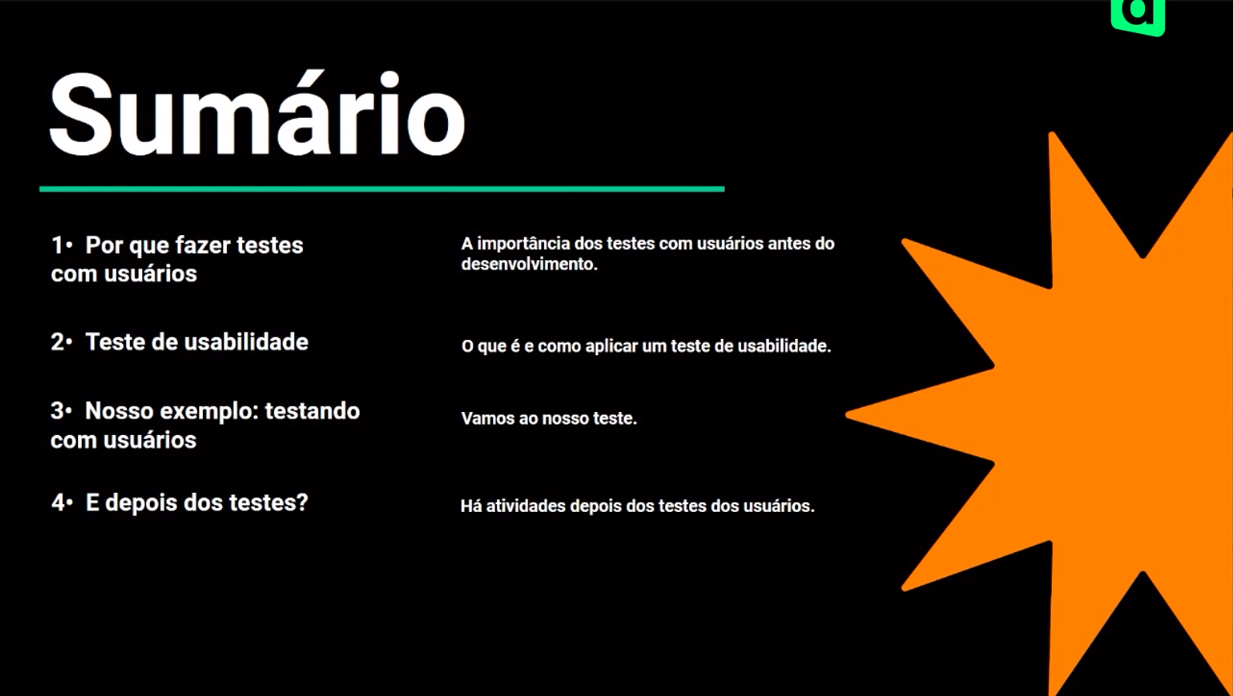 Sumário
1• Por que fazer testes
com usuários
A importância dos testes com usuários antes do
desenvolvimento.
2• Teste de usabilidade
O que é e como aplicar um teste de usabilidade.
3• Nosso exemplo: testando
com usuários
Vamos ao nosso teste.
4• E depois dos testes?
Há atividades depois dos testes dos usuários.